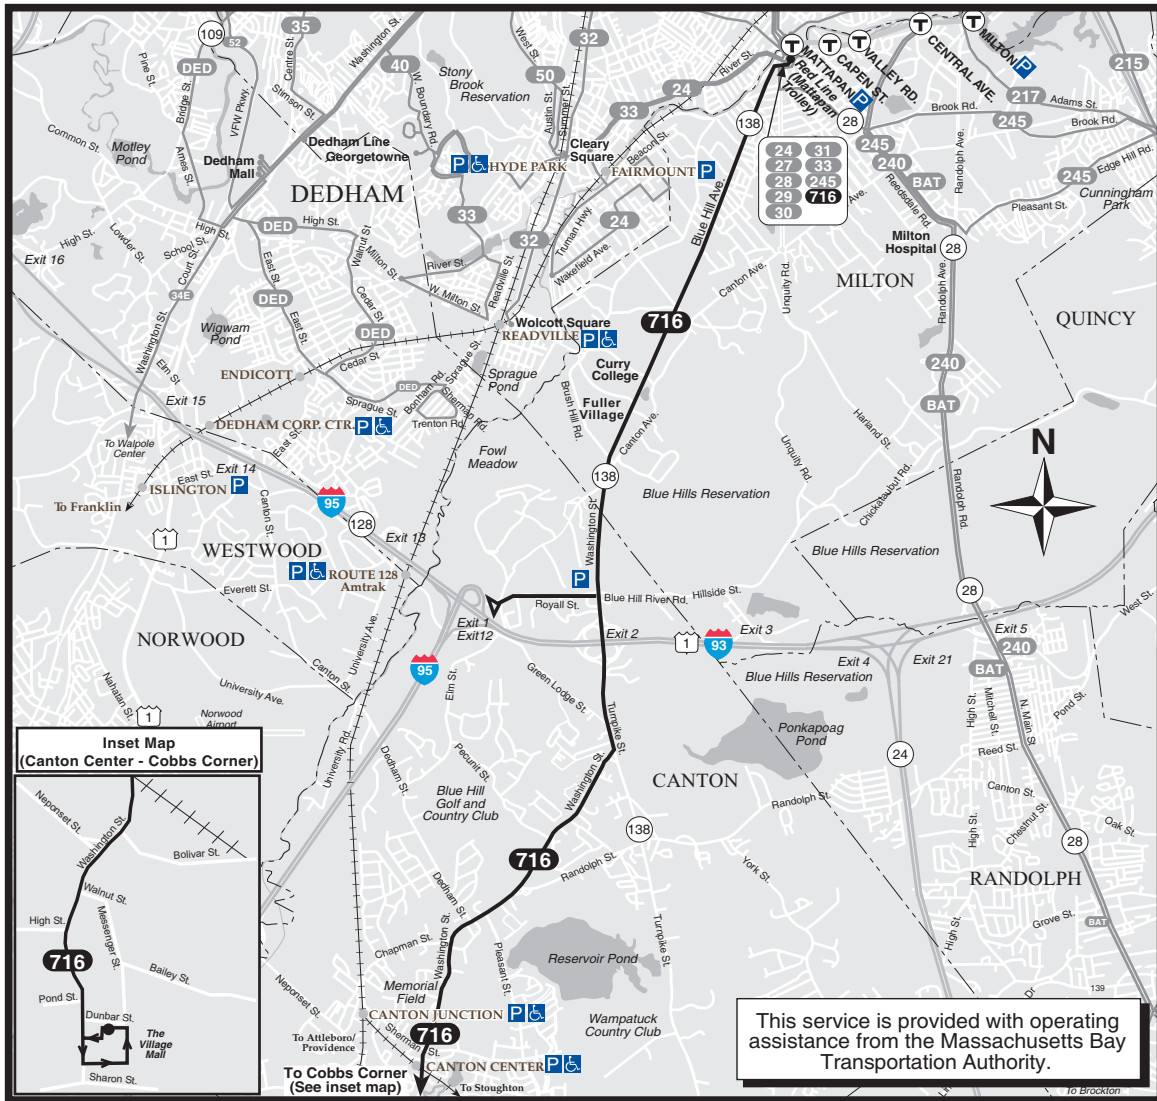 109
52
35
Centre St.
Washington St.
40
W. Boundary Rd.
Stony
Brook
Reservation
West St.
50
32
Austin St.
Summer St.
33
24
River St.
138
T
MATTAPAN
Red Line
(Mattapan
Trolley)
T
CAPEN ST.
P
T
VALLEY RD.
T
CENTRAL AVE.
T
MILTON
P
28
217
Adams St.
215
Brook Rd.
245
Brook Rd.
245
240
BAT
Randolph Ave.
Reedsdale Rd.
Edge Hill Rd.
245
Cunningham
Park
Pleasant St.
Pine St.
DED
Bridge St.
VFW Pkwy.
Stimson St.
Common St.
Motley
Pond
Ames St.
Dedham
Mall
Dedham Line
Georgetowne
DEDHAM
P
HYDE PARK
Cleary
Square
Beacon St.
FAIRMOUNT
P
24
31
27
33
28
245
29
716
30
Ave.
Blue Hill Ave.
33
32
24
Truman Hwy.
Wakefield Ave.
Milton
Hospital
28
MILTON
QUINCY
Canton Ave.
Unquity Rd.
Randolph Ave.
High St.
Lowder St.
Exit 16
School St.
High St.
Court St.
DED
High St.
Walnut St.
Milton St.
River St.
W. Milton St.
Readville St.
East St.
34E
DED
Cedar St.
DED
Washington St.
Wigwam
Pond
East St.
Cedar St
Elm St.
Exit 15
ENDICOTT
Wolcott Square
READVILLE
P
716
Sprague St.
Sprague
Pond
DED
Bonham Rd.
Sherman Rd.
Sprague St.
Trenton Rd.
Curry
College
Fuller
Village
Brush Hill Rd.
Canton Ave.
240
BAT
Harland St.
Unquity Rd.
Chickataubut Rd.
DEDHAM CORP. CTR.
P
To Walpole
Center
East St.
Exit 14
East St.
ISLINGTON
P
To Franklin
Canton St.
95
128
Exit 13
Fowl
Meadow
138
Blue Hills Reservation
Washington St.
Randolph Rd.
N
Blue Hills Reservation
1
WESTWOOD
P
ROUTE 128
Amtrak
Everett St.
P
Royall St.
Blue Hill River Rd.
Hillside St.
28
West St.
NORWOOD
University Ave.
Exit 1
Exit12
Exit 2
1
93
Exit 3
Exit 4
Exit 21
Exit 5
240
BAT
95
Elm St.
Canton St.
Nahatan St.
University Ave.
1
Norwood
Airport
University Rd.
Green Lodge St.
Turnpike St.
Blue Hills Reservation
Ponkapoag
Pond
High St.
Mitchell St.
N. Main St
Pond St.
Reed St.
24
Inset Map
(Canton Center - Cobbs Corner)
Dedham St.
Pecunit St.
Blue Hill
Golf and
Country Club
Washington St.
CANTON
Randolph St.
Canton St.
138
Chestnut St.
Oak St.
High St.
28
716
Randolph St.
York St.
RANDOLPH
Neponset St.
Washington St.
Bolivar St.
Walnut St.
High St.
Messenger St.
716
Bailey St.
Pond St.
Dunbar St.
The
Village
Mall
Sharon St.
Dedham St.
Chapman St.
Washington St.
Pleasant St.
Turnpike St.
High St.
Grove St.
BAT
Reservoir Pond
Neponset St.
Memorial
Field
CANTON JUNCTION
P
Wampatuck
Country Club
Dr
139
To Attleboro/
Providence
Sherman St.
716
CANTON CENTER
P
To Cobbs Corner
(See inset map)
To Stoughton
This service is provided with operating
assistance from the Massachusetts Bay
Transportation Authority.
To Brockton